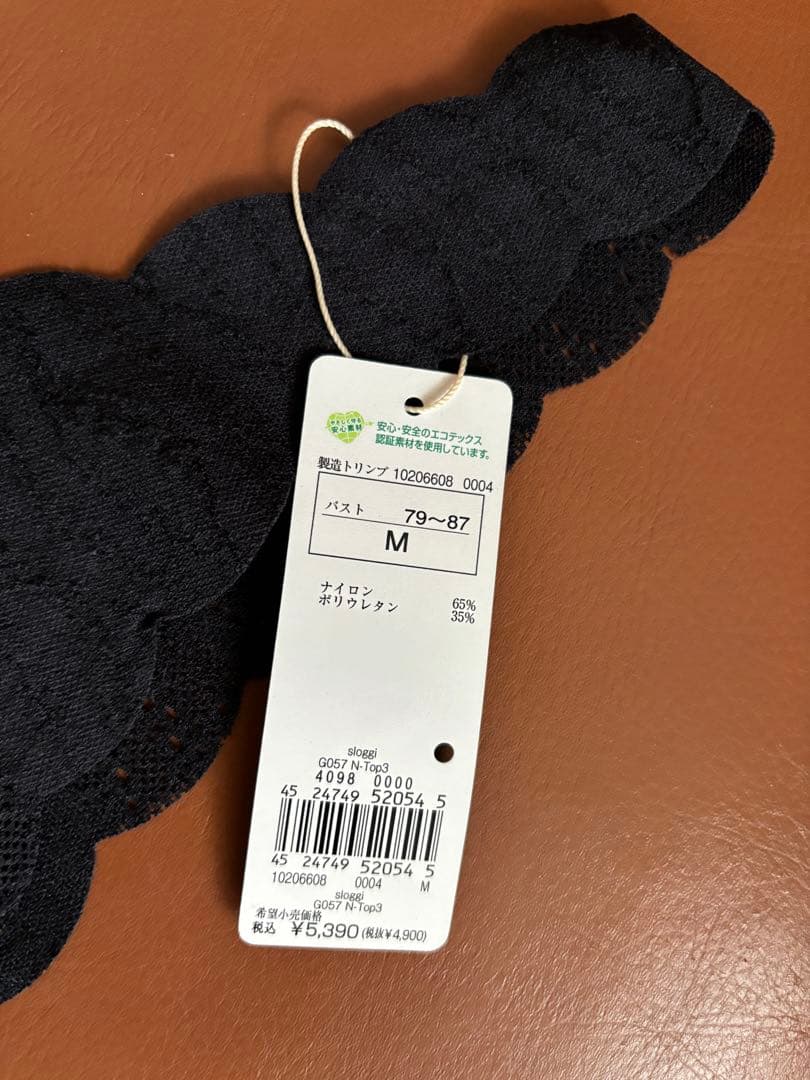 やさしく守る
安心素材
安心・安全のエコテックス
認証素材を使用しています。
製造トリンプ 10206608 0004
バスト 79〜87
M
ナイロン 65%
ポリウレタン 35%
sloggi
G057 N-Top3
4098 0000
45 24749 52054 5
45 24749 52054 5
10206608 0004 M
sloggi
G057 N-Top3
希望小売価格
税込 ¥5,390 (税抜¥4,900)